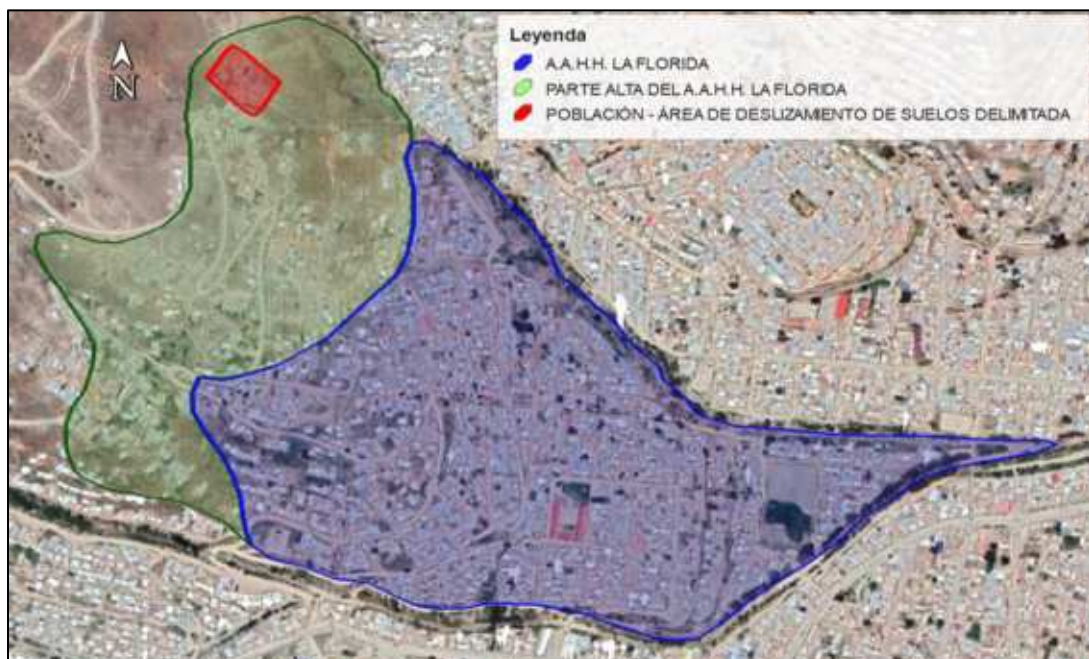 N
Leyenda
A.A.H.H. LA FLORIDA
PARTE ALTA DEL A.A.H.H. LA FLORIDA
POBLACIÓN - ÁREA DE DESLIZAMIENTO DE SUELOS DELIMITADA